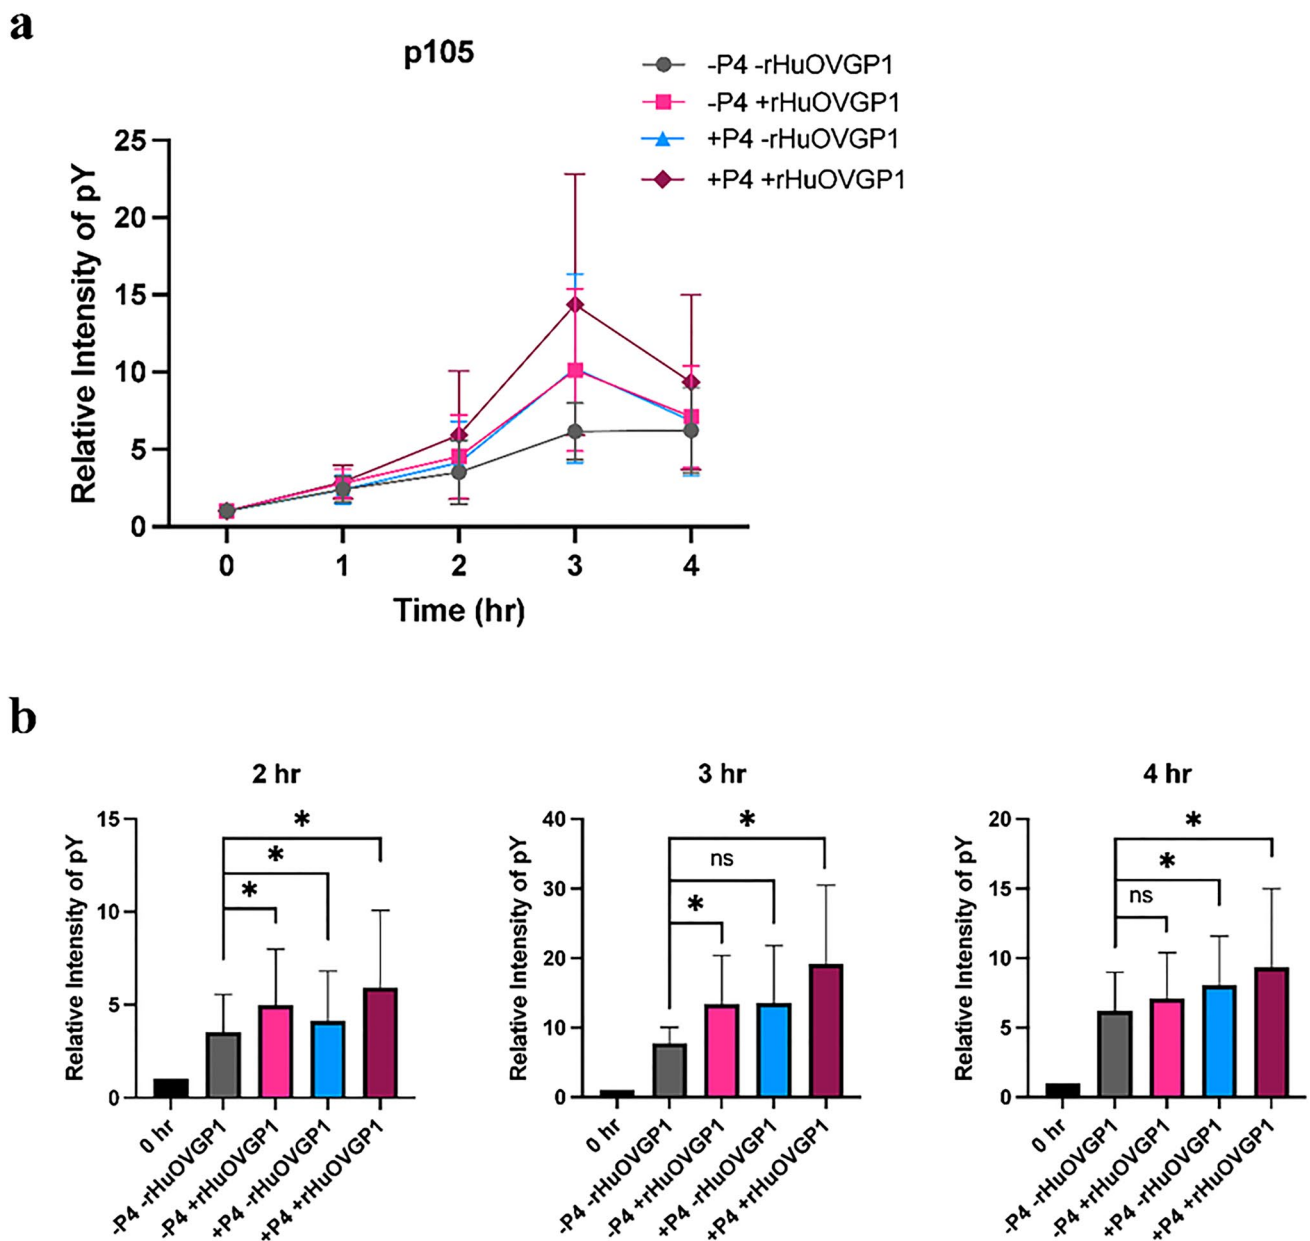 a
p105
-P4 -rHuOVGP1
-P4 +rHuOVGP1
+P4 -rHuOVGP1
+P4 +rHuOVGP1
Relative Intensity of pY
25
20
15
10
5
0
0 1 2 3 4
Time (hr)
b
2 hr
Relative Intensity of pY
15
10
5
0
*
*
*
0 hr
-P4 -rHuOVGP1
-P4 +rHuOVGP1
+P4 -rHuOVGP1
+P4 +rHuOVGP1
3 hr
Relative Intensity of pY
40
30
20
10
0
*
ns
*
0 hr
-P4 -rHuOVGP1
-P4 +rHuOVGP1
+P4 -rHuOVGP1
+P4 +rHuOVGP1
4 hr
Relative Intensity of pY
20
15
10
5
0
*
*
ns
0 hr
-P4 -rHuOVGP1
-P4 +rHuOVGP1
+P4 -rHuOVGP1
+P4 +rHuOVGP1